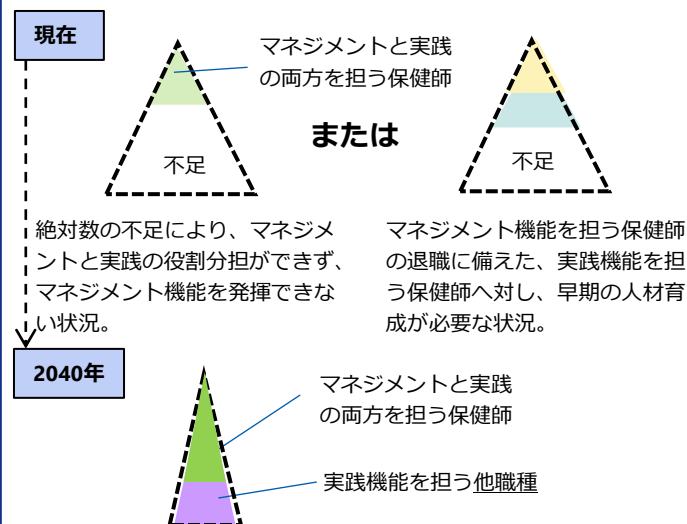 現在
マネジメントと実践
の両方を担う保健師
または
不足
不足
絶対数の不足により、マネジメ
ントと実践の役割分担ができず、
マネジメント機能を発揮できな
い状況。
マネジメント機能を担う保健師
の退職に備えた、実践機能を担
う保健師へ対し、早期の人材育
成が必要な状況。
2040年
マネジメントと実践
の両方を担う保健師
実践機能を担う他職種